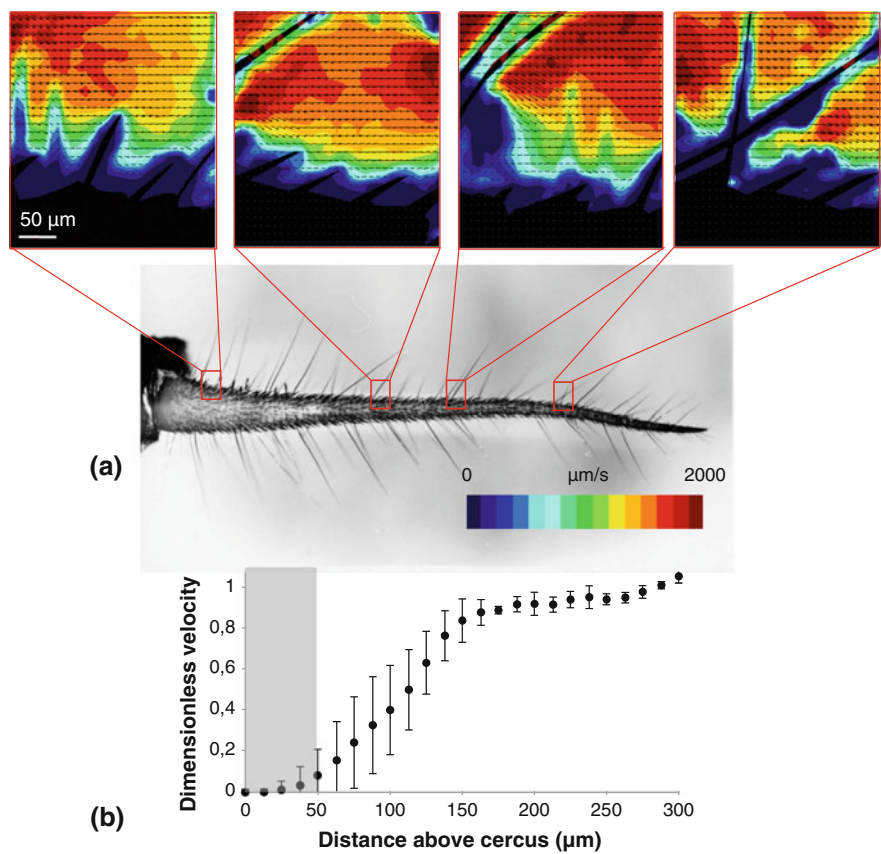 50 µm
(a)
0 µm/s 2000
Dimensionless velocity
1
0,8
0,6
0,4
0,2
0
0 50 100 150 200 250 300
(b)
Distance above cercus (µm)